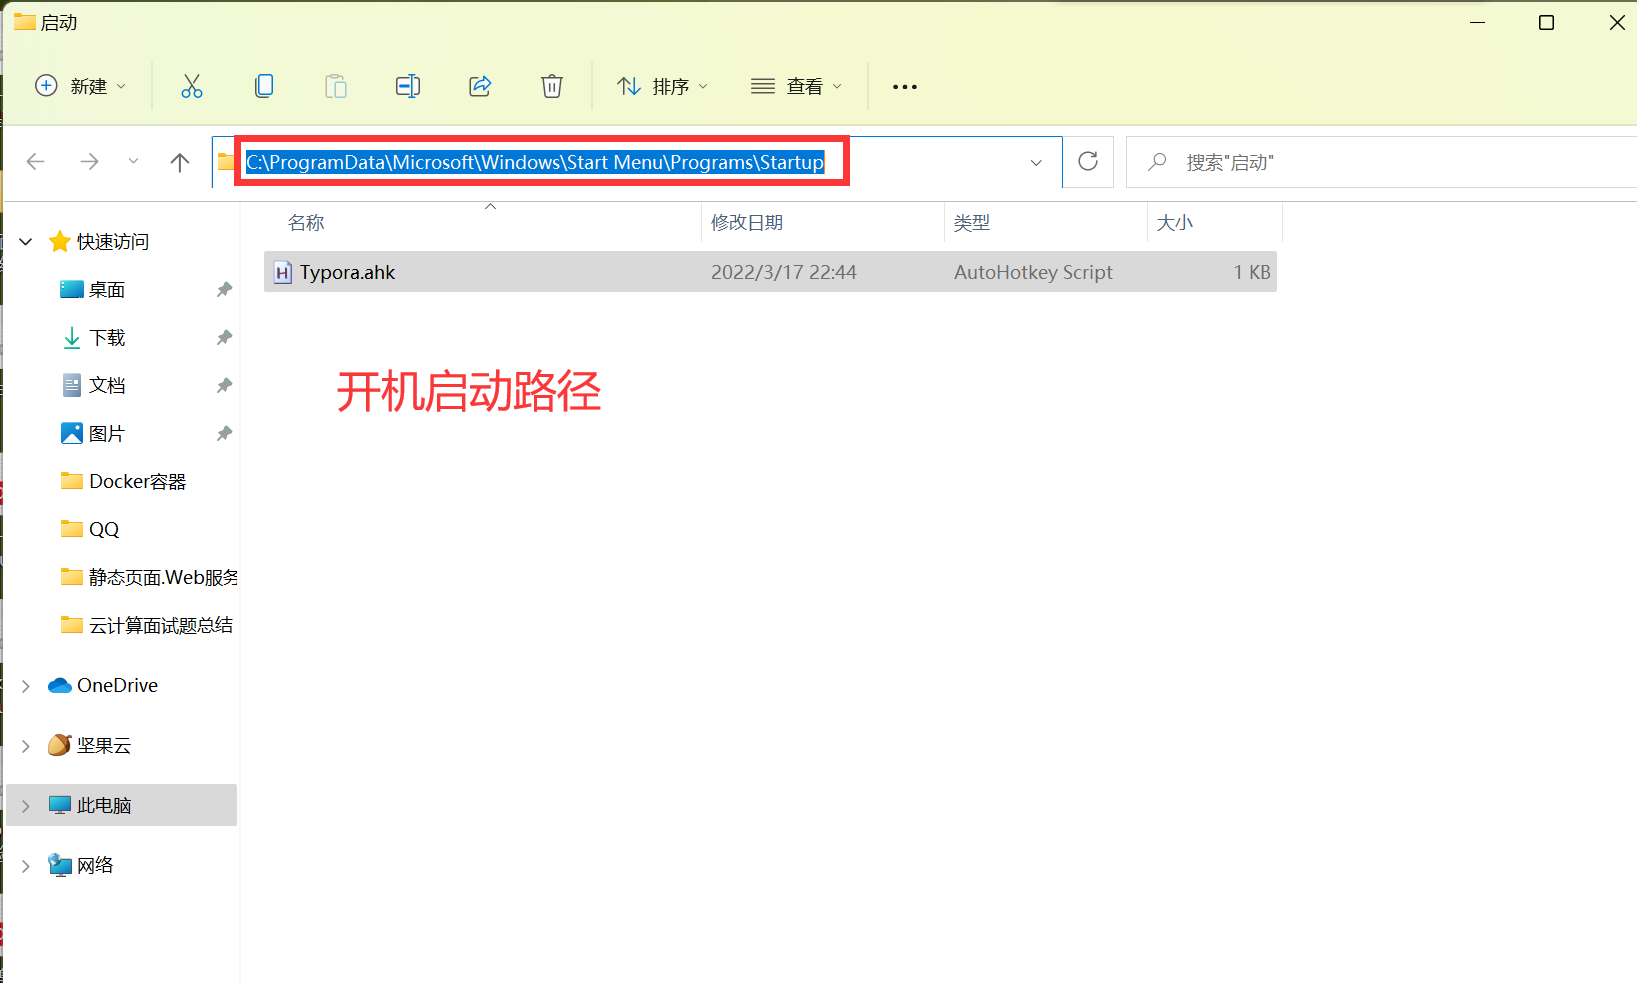 启动
新建
排序
查看
C:\ProgramData\Microsoft\Windows\Start Menu\Programs\Startup
搜索"启动"
名称 修改日期 类型 大小
Typora.ahk 2022/3/17 22:44 AutoHotkey Script 1 KB
开机启动路径
快速访问
桌面
下载
文档
图片
Docker容器
QQ
静态页面.Web服务
云计算面试题总结
OneDrive
坚果云
此电脑
网络